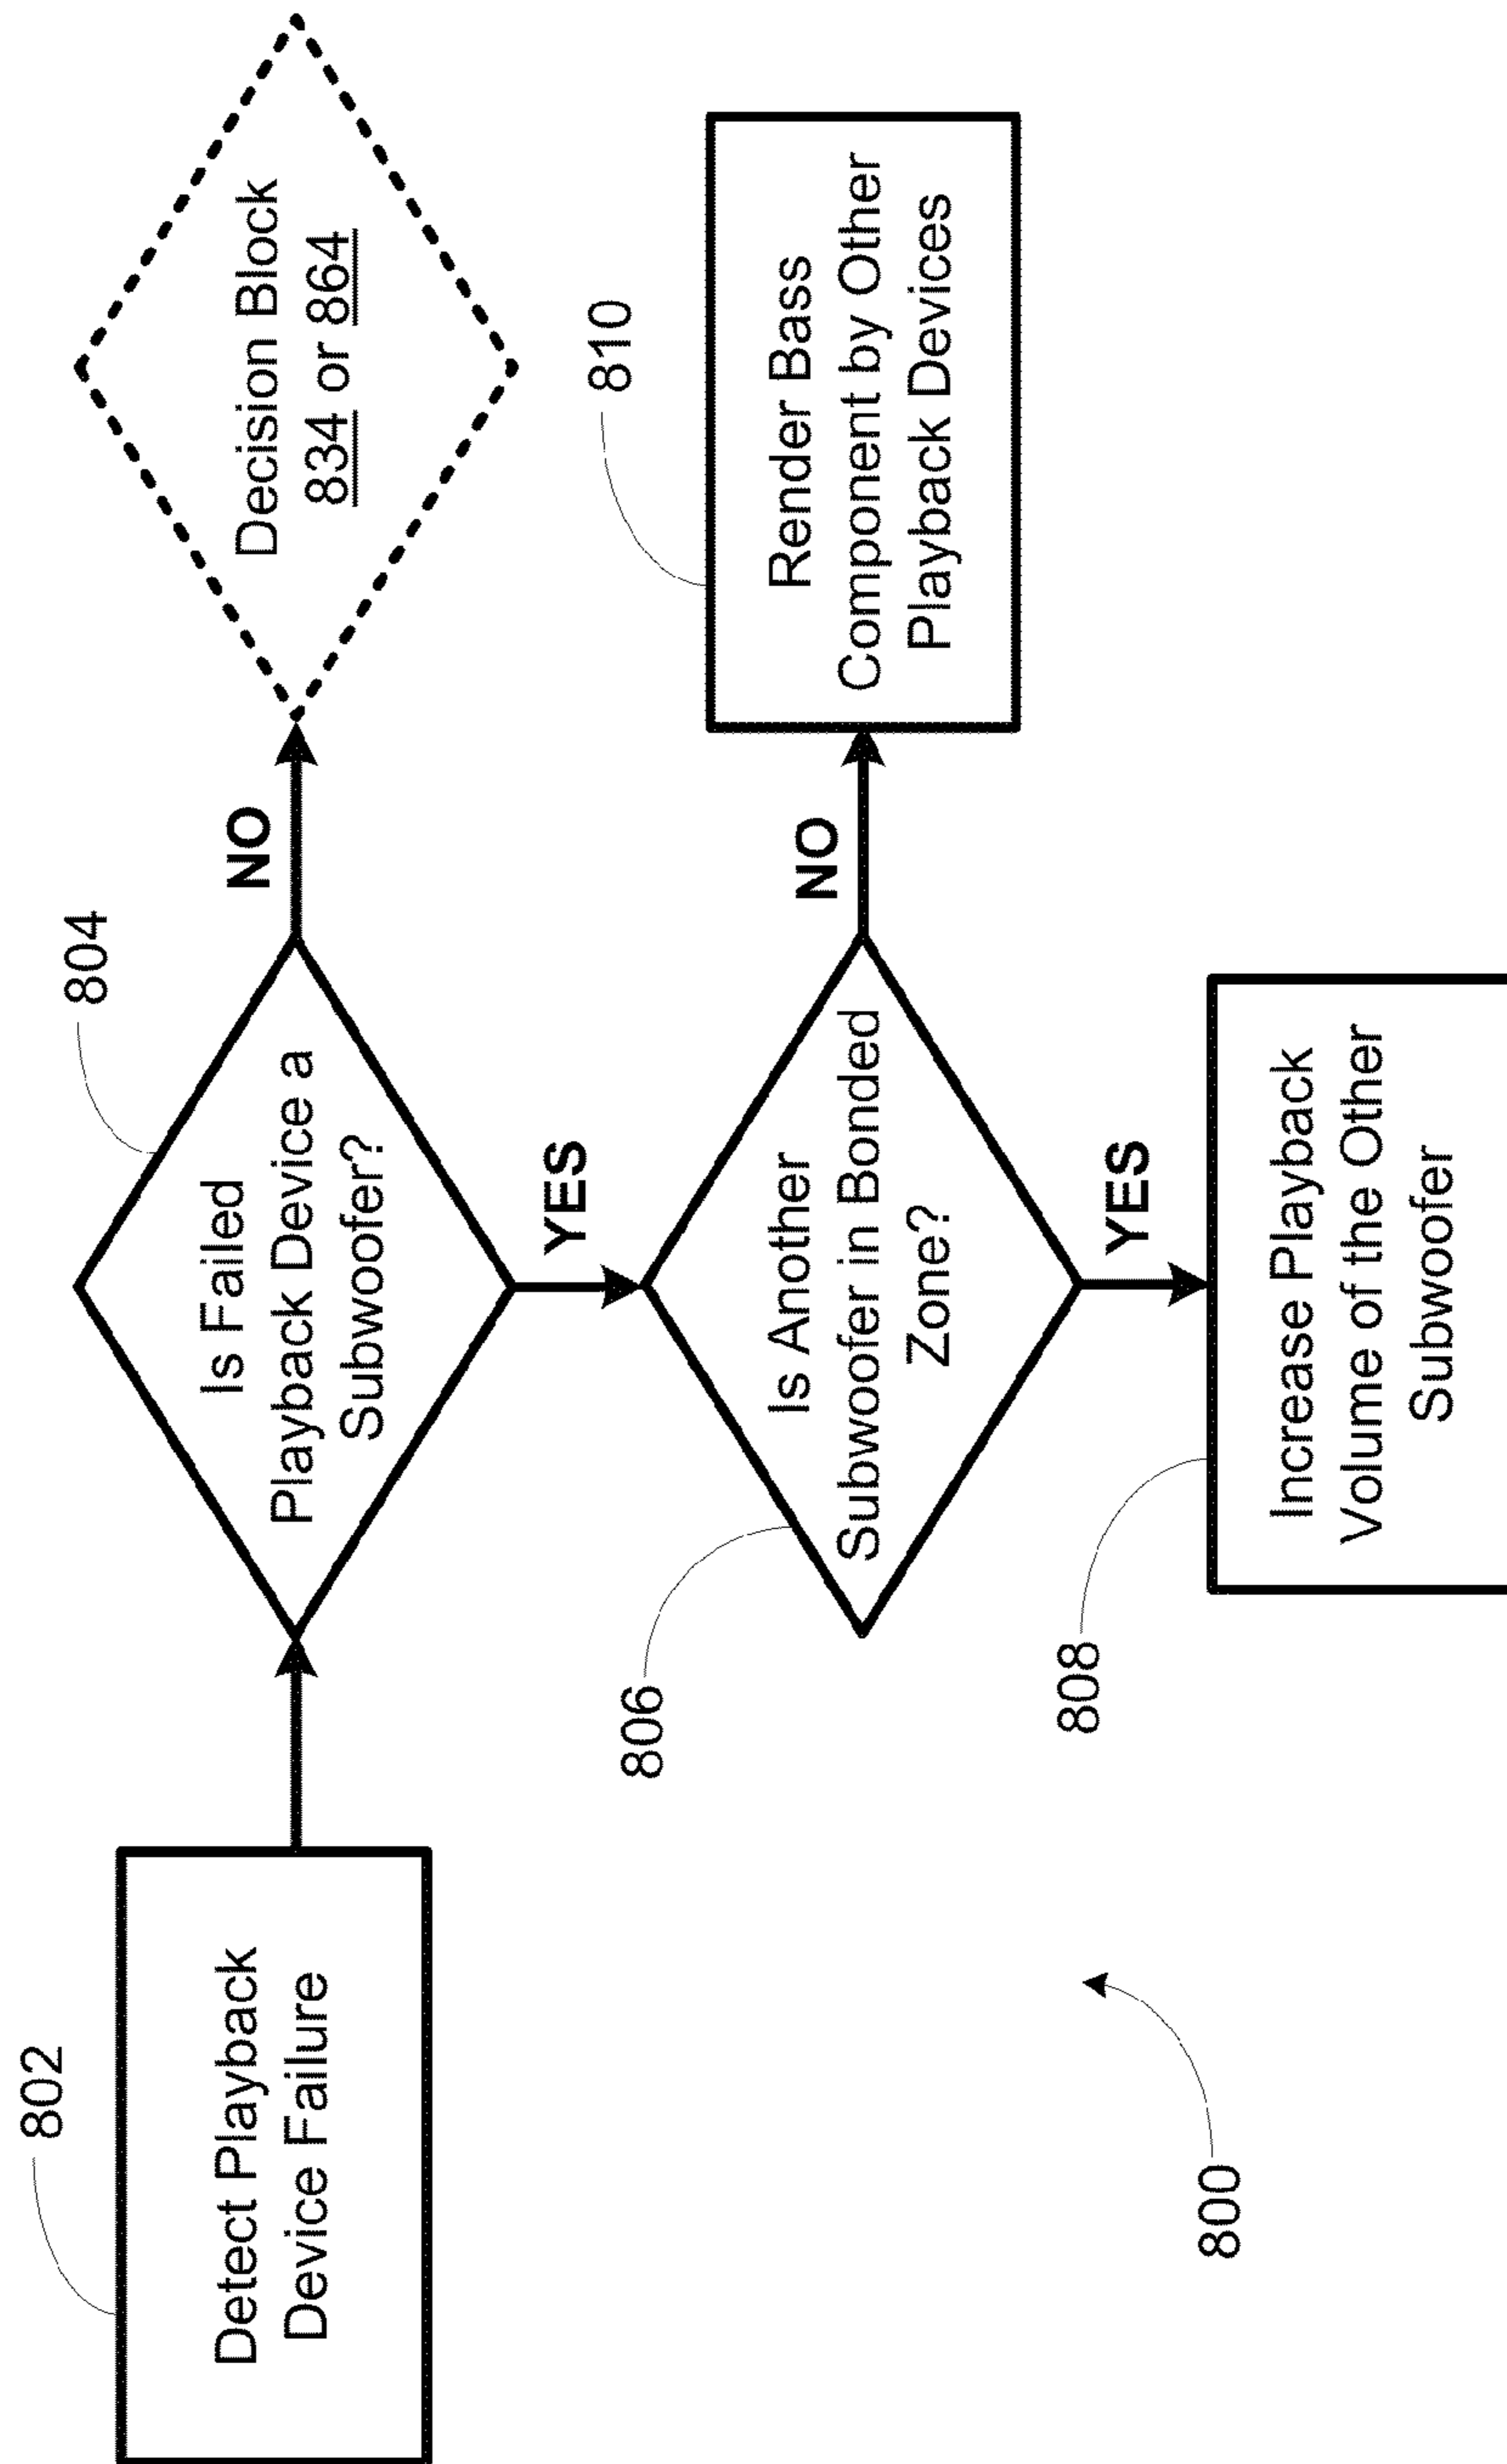 802
Detect Playback
Device Failure
804
Is Failed
Playback Device a
Subwoofer?
NO
Decision Block
834 or 864
YES
806
Is Another
Subwoofer in Bonded
Zone?
NO
810
Render Bass
Component by Other
Playback Devices
YES
808
Increase Playback
Volume of the Other
Subwoofer
800